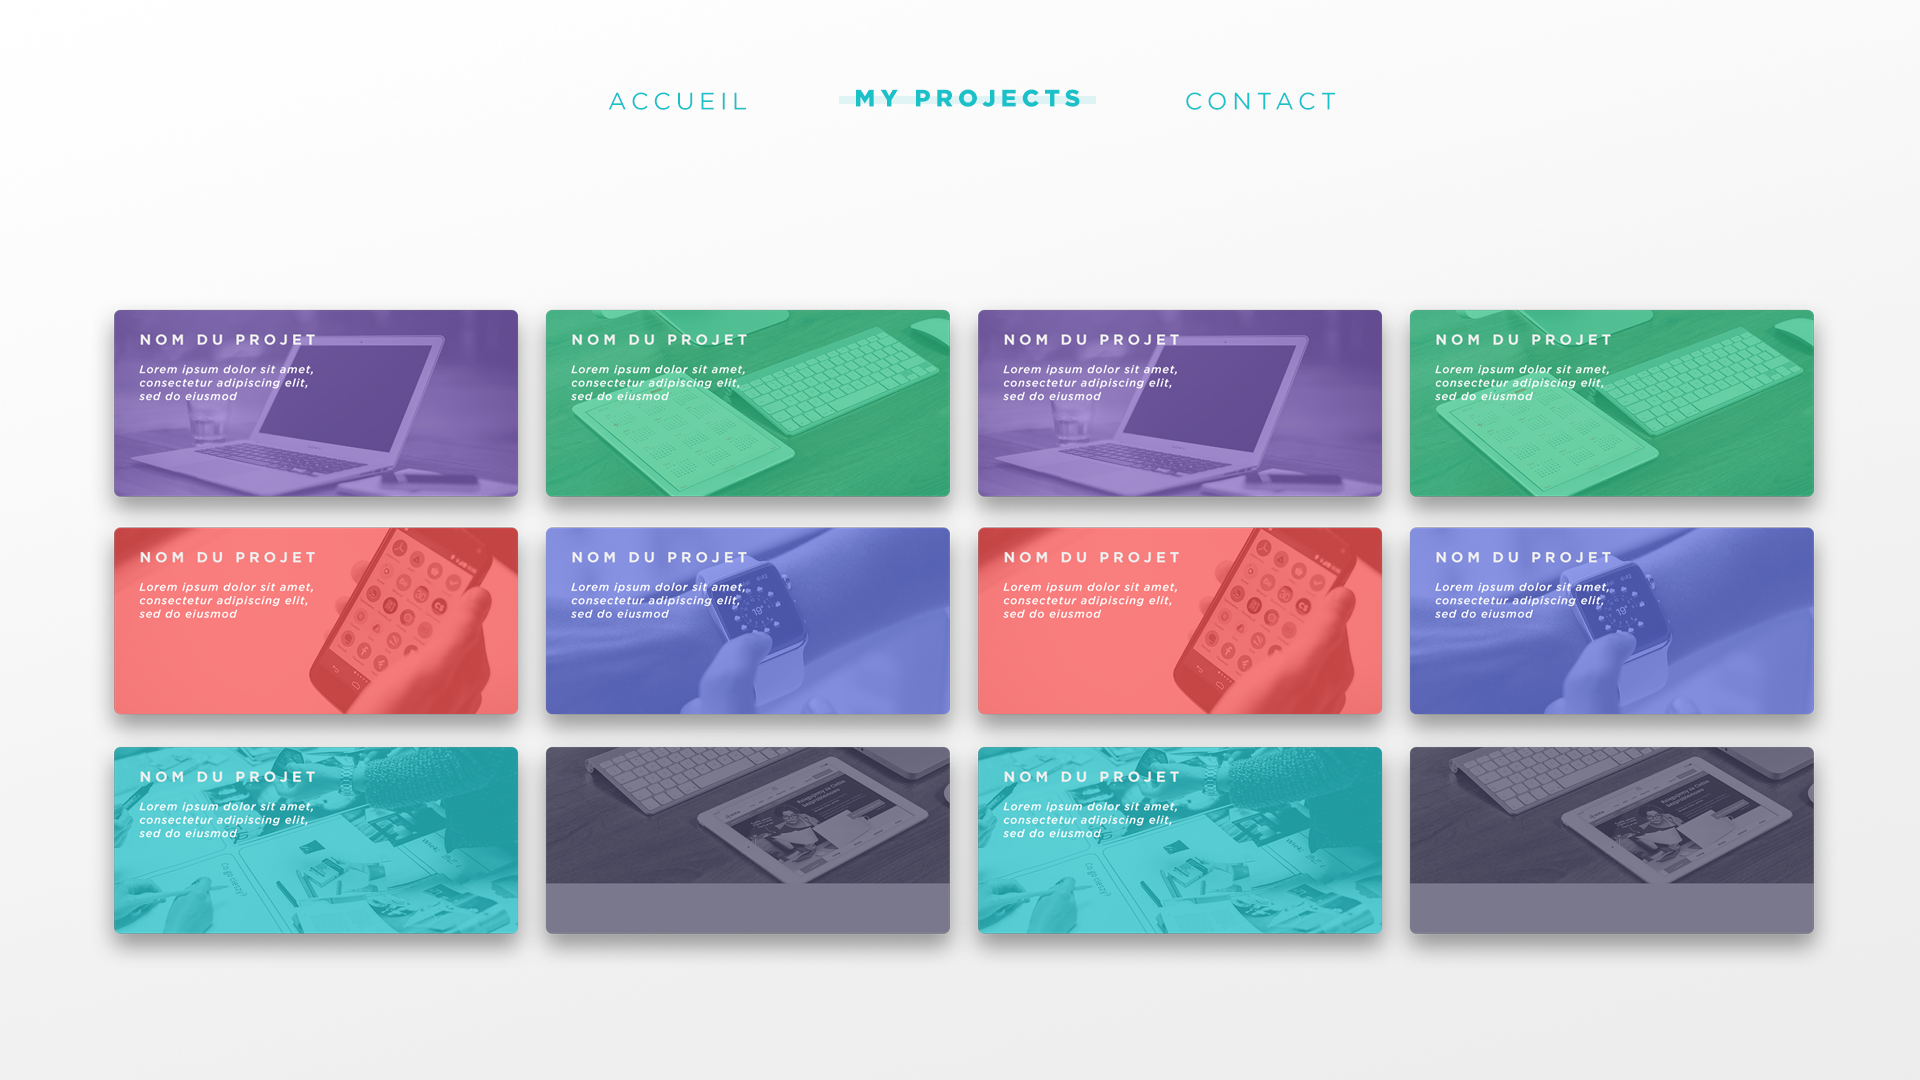 ACCUEIL
MY PROJECTS
CONTACT
NOM DU PROJET
Lorem ipsum dolor sit amet,
consectetur adipiscing elit,
sed do eiusmod
NOM DU PROJET
Lorem ipsum dolor sit amet,
consectetur adipiscing elit,
sed do eiusmod
NOM DU PROJET
Lorem ipsum dolor sit amet,
consectetur adipiscing elit,
sed do eiusmod
NOM DU PROJET
Lorem ipsum dolor sit amet,
consectetur adipiscing elit,
sed do eiusmod
NOM DU PROJET
Lorem ipsum dolor sit amet,
consectetur adipiscing elit,
sed do eiusmod
NOM DU PROJET
Lorem ipsum dolor sit amet,
consectetur adipiscing elit,
sed do eiusmod
NOM DU PROJET
Lorem ipsum dolor sit amet,
consectetur adipiscing elit,
sed do eiusmod
NOM DU PROJET
Lorem ipsum dolor sit amet,
consectetur adipiscing elit,
sed do eiusmod
NOM DU PROJET
Lorem ipsum dolor sit amet,
consectetur adipiscing elit,
sed do eiusmod
NOM DU PROJET
Lorem ipsum dolor sit amet,
consectetur adipiscing elit,
sed do eiusmod